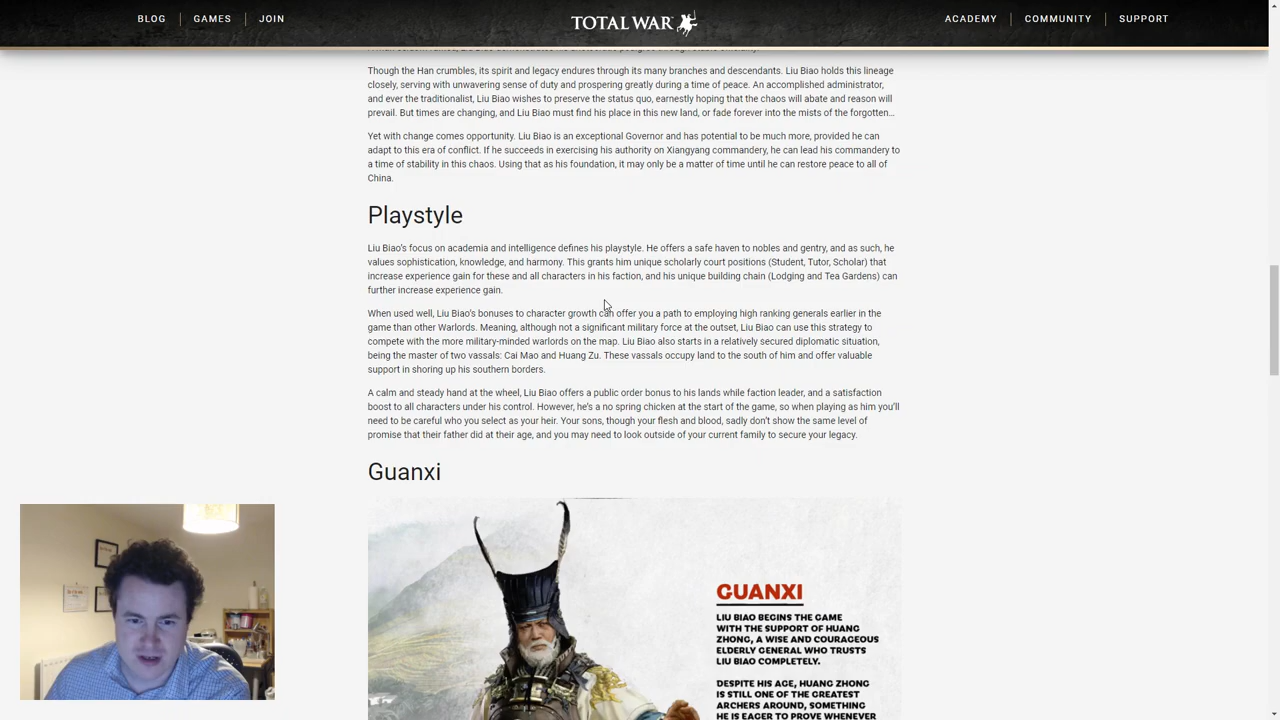 BLOG GAMES JOIN TOTAL WAR ACADEMY COMMUNITY SUPPORT
Though the Han crumbles, its spirit and legacy endures through its many branches and descendants. Liu Biao holds this lineage
closely, serving with unwavering sense of duty and prospering greatly during a time of peace. An accomplished administrator,
and ever the traditionalist, Liu Biao wishes to preserve the status quo, earnestly hoping that the chaos will abate and reason will
prevail. But times are changing, and Liu Biao must find his place in this new land, or fade forever into the mists of the forgotten…
Yet with change comes opportunity. Liu Biao is an exceptional Governor and has potential to be much more, provided he can
adapt to this era of conflict. If he succeeds in exercising his authority on Xiangyang commandery, he can lead his commandery to
a time of stability in this chaos. Using that as his foundation, it may only be a matter of time until he can restore peace to all of
China.
Playstyle
Liu Biao's focus on academia and intelligence defines his playstyle. He offers a safe haven to nobles and gentry, and as such, he
values sophistication, knowledge, and harmony. This grants him unique scholarly court positions (Student, Tutor, Scholar) that
increase experience gain for these and all characters in his faction, and his unique building chain (Lodging and Tea Gardens) can
further increase experience gain.
When used well, Liu Biao's bonuses to character growth can offer you a path to employing high ranking generals earlier in the
game than other Warlords. Meaning, although not a significant military force at the outset, Liu Biao can use this strategy to
compete with the more military-minded warlords on the map. Liu Biao also starts in a relatively secured diplomatic situation,
being the master of two vassals: Cai Mao and Huang Zu. These vassals occupy land to the south of him and offer valuable
support in shoring up his southern borders.
A calm and steady hand at the wheel, Liu Biao offers a public order bonus to his lands while faction leader, and a satisfaction
boost to all characters under his control. However, he's a no spring chicken at the start of the game, so when playing as him you'll
need to be careful who you select as your heir. Your sons, though your flesh and blood, sadly don't show the same level of
promise that their father did at their age, and you may need to look outside of your current family to secure your legacy.
Guanxi
GUANXI
LIU BIAO BEGINS THE GAME
WITH THE SUPPORT OF HUANG
ZHONG, A WISE AND COURAGEOUS
ELDERLY GENERAL WHO TRUSTS
LIU BIAO COMPLETELY.
DESPITE HIS AGE, HUANG ZHONG
IS STILL ONE OF THE GREATEST
ARCHERS AROUND, SOMETHING
HE IS EAGER TO PROVE WHENEVER